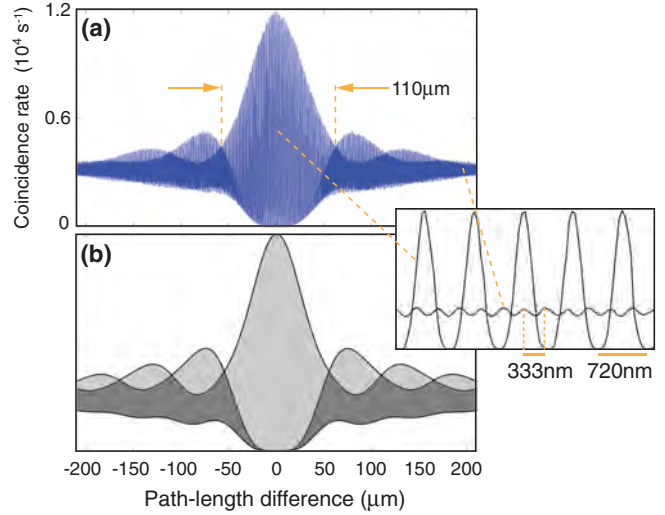 1.2
(a)
Coincidence rate (10⁴ s⁻¹)
110μm
0.6
0
(b)
333nm 720nm
-200 -150 -100 -50 0 50 100 150 200
Path-length difference (μm)